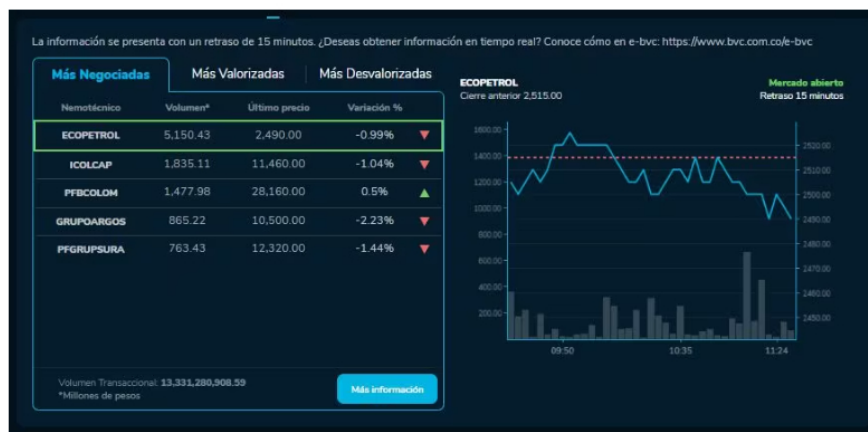 La información se presenta con un retraso de 15 minutos. ¿Deseas obtener información en tiempo real? Conoce cómo en e-bvc: https://www.bvc.com.co/e-bvc
Más Negociadas Más Valorizadas Más Desvalorizadas
Nemotécnico Volumen* Último precio Variación %
ECOPETROL 5,150.43 2,490.00 -0.99%
ICOLCAP 1,835.11 11,460.00 -1.04%
PFBCOLOM 1,477.98 28,160.00 0.5%
GRUPOARGOS 865.22 10,500.00 -2.23%
PFGRUPSURA 763.43 12,320.00 -1.44%
Volumen Transaccional: 13,331,280,908.59
*Millones de pesos
Más información
ECOPETROL Mercado abierto
Cierre anterior 2,515.00 Retraso 15 minutos
1600.00
1400.00
1200.00
1000.00
800.00
600.00
400.00
200.00
2520.00
2510.00
2500.00
2490.00
2480.00
2470.00
2460.00
2450.00
09:50 10:35 11:24